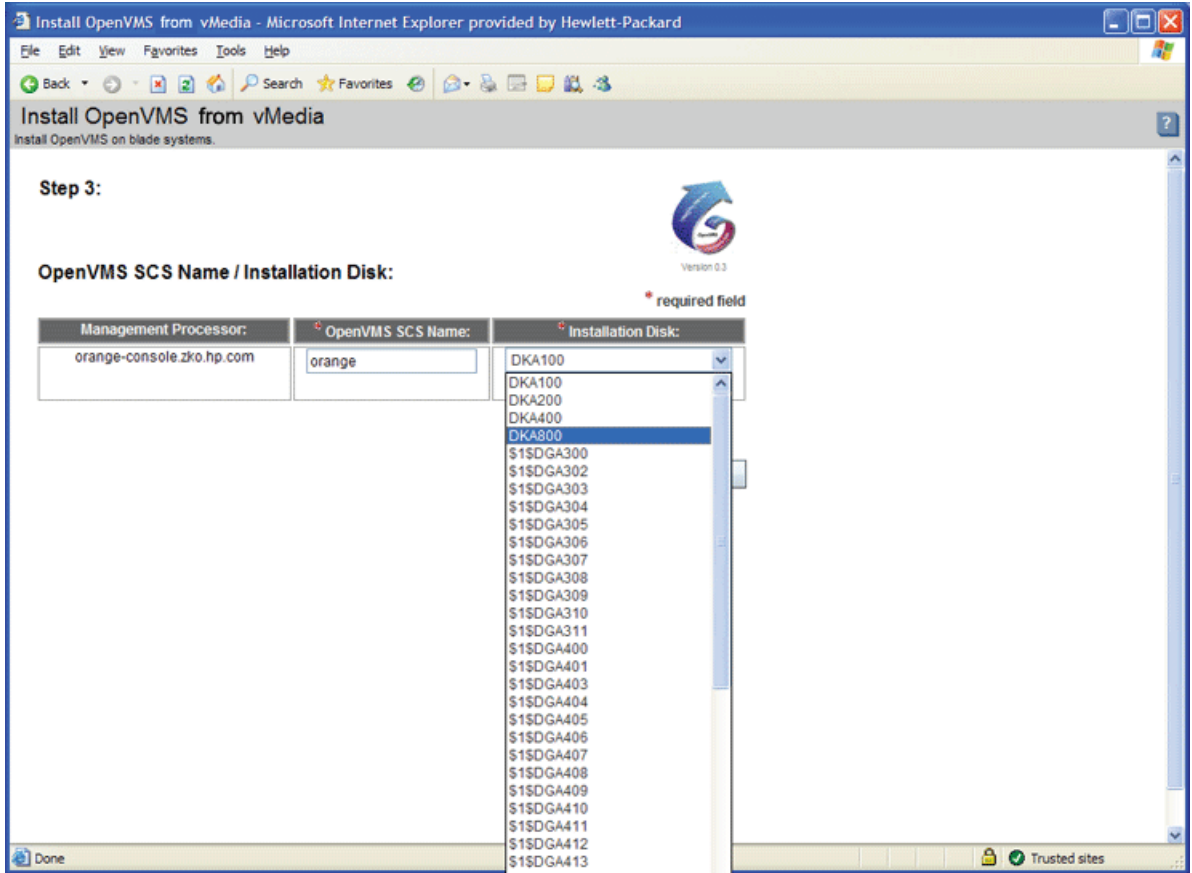 Install OpenVMS from vMedia - Microsoft Internet Explorer provided by Hewlett-Packard
File Edit View Favorites Tools Help
Back Search Favorites
Install OpenVMS from vMedia
Install OpenVMS on blade systems.
?
Step 3:
OpenVMS
Version 0.3
OpenVMS SCS Name / Installation Disk:
* required field
Management Processor: * OpenVMS SCS Name: * Installation Disk:
orange-console.zko.hp.com orange DKA100
DKA100
DKA200
DKA400
DKA800
$1$DGA300
$1$DGA302
$1$DGA303
$1$DGA304
$1$DGA305
$1$DGA306
$1$DGA307
$1$DGA308
$1$DGA309
$1$DGA310
$1$DGA311
$1$DGA400
$1$DGA401
$1$DGA403
$1$DGA404
$1$DGA405
$1$DGA406
$1$DGA407
$1$DGA408
$1$DGA409
$1$DGA410
$1$DGA411
$1$DGA412
$1$DGA413
Done Trusted sites